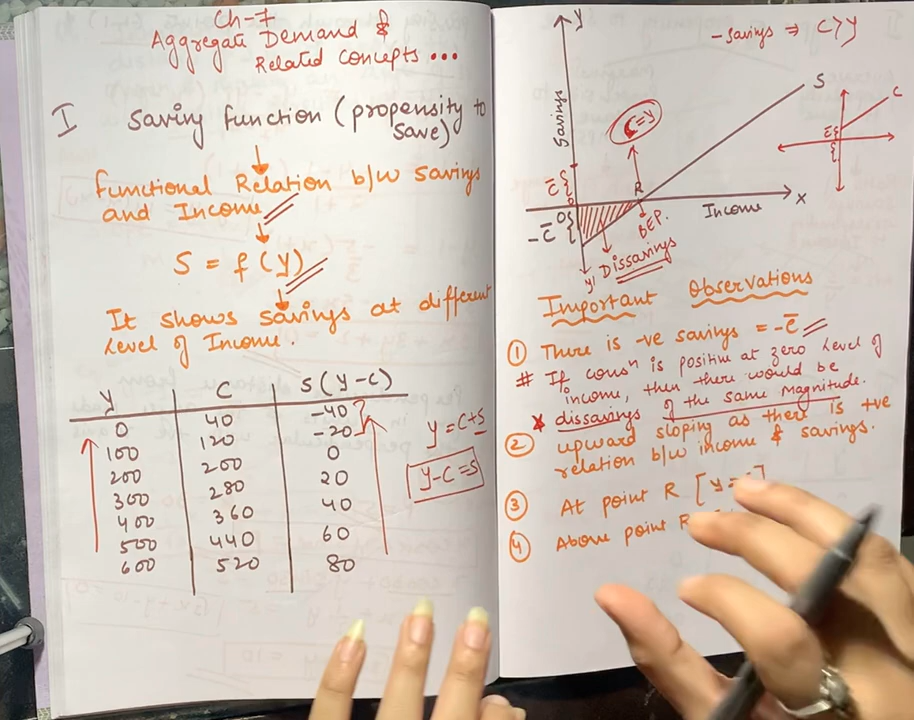 Ch-7
Aggregate Demand &
Related Concepts ...
I Saving function (propensity to
save)
functional Relation b/w savings
and Income
S = f (y)
It shows savings at different
level of Income.
y | C | S (y-c)
0 | 40 | -40
100 | 120 | -20
200 | 200 | 0
300 | 280 | 20
400 | 360 | 40
500 | 440 | 60
600 | 520 | 80
y = C+S
y-C = S
- savings ⇒ C>y
Y
Savings
S
C=y
C̄
O
-C̄
R
BEP.
Income
X
Dissavings
y'
C
C̄
Important Observations
① There is -ve savings = -C̄
# If consⁿ is positive at zero level of
income, then there would be
* dissavings of the same magnitude.
② upward sloping as there is +ve
relation b/w income & savings.
③ At point R [y =
④ Above point R